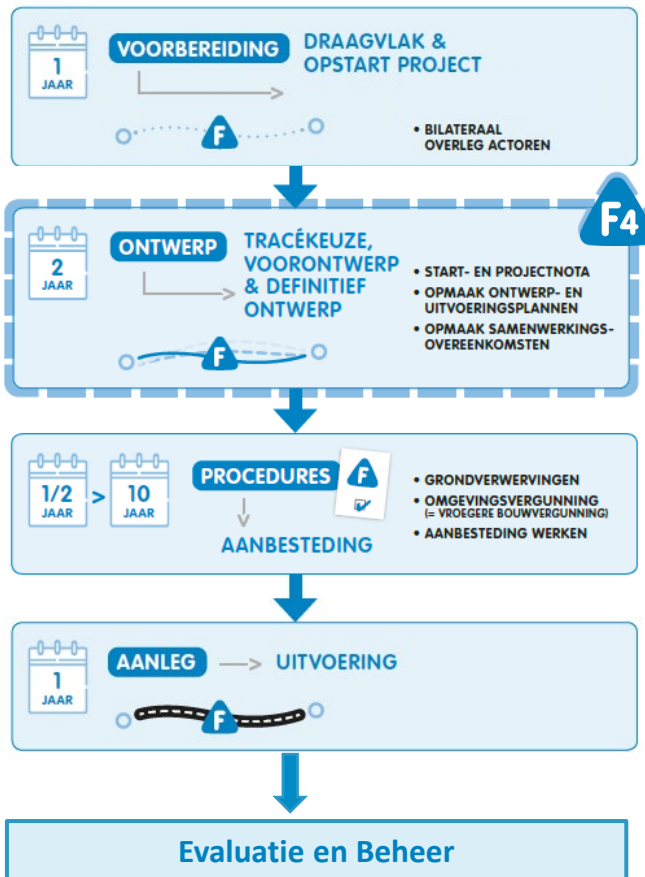 1
JAAR
VOORBEREIDING
DRAAGVLAK &
OPSTART PROJECT
F
• BILATERAAL
OVERLEG ACTOREN
F4
2
JAAR
ONTWERP
TRACÉKEUZE,
VOORONTWERP
& DEFINITIEF
ONTWERP
F
• START- EN PROJECTNOTA
• OPMAAK ONTWERP- EN
UITVOERINGSPLANNEN
• OPMAAK SAMENWERKINGS-
OVEREENKOMSTEN
1/2
JAAR
>
10
JAAR
PROCEDURES
F
AANBESTEDING
• GRONDVERWERVINGEN
• OMGEVINGSVERGUNNING
(= VROEGERE BOUWVERGUNNING)
• AANBESTEDING WERKEN
1
JAAR
AANLEG
UITVOERING
F
Evaluatie en Beheer